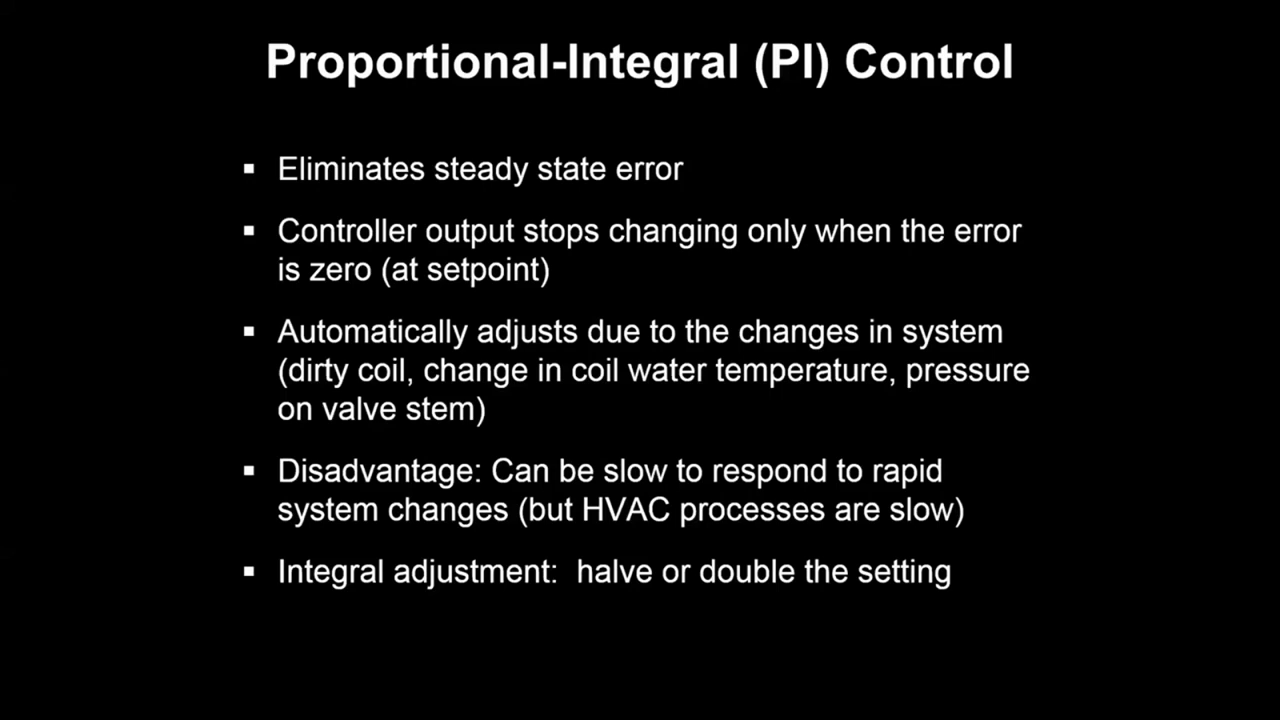 Proportional-Integral (PI) Control
▪ Eliminates steady state error
▪ Controller output stops changing only when the error
is zero (at setpoint)
▪ Automatically adjusts due to the changes in system
(dirty coil, change in coil water temperature, pressure
on valve stem)
▪ Disadvantage: Can be slow to respond to rapid
system changes (but HVAC processes are slow)
▪ Integral adjustment:  halve or double the setting